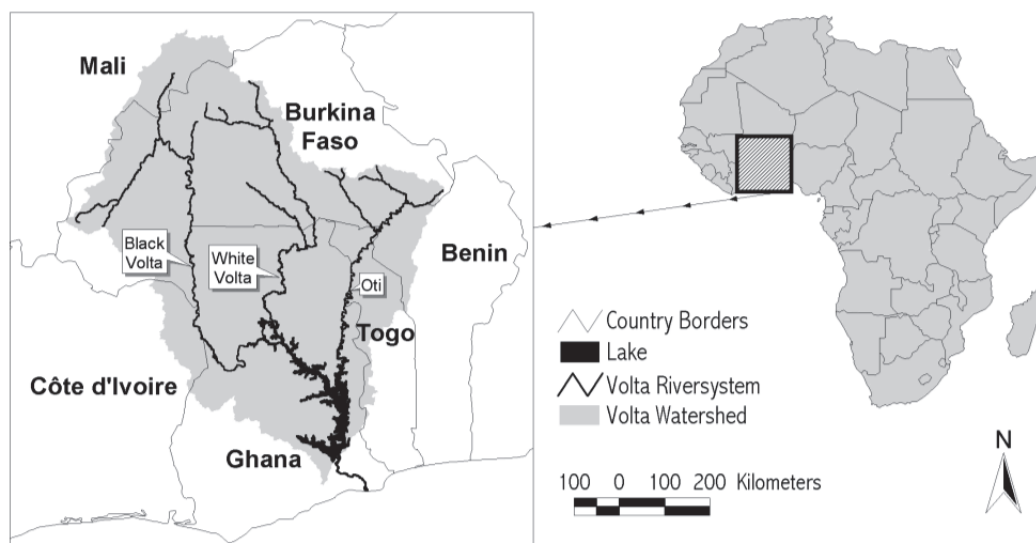 Mali
Burkina
Faso
Black
Volta
White
Volta
Benin
Oti
Togo
Côte d'Ivoire
Ghana
Country Borders
Lake
Volta Riversystem
Volta Watershed
N
100 0 100 200 Kilometers